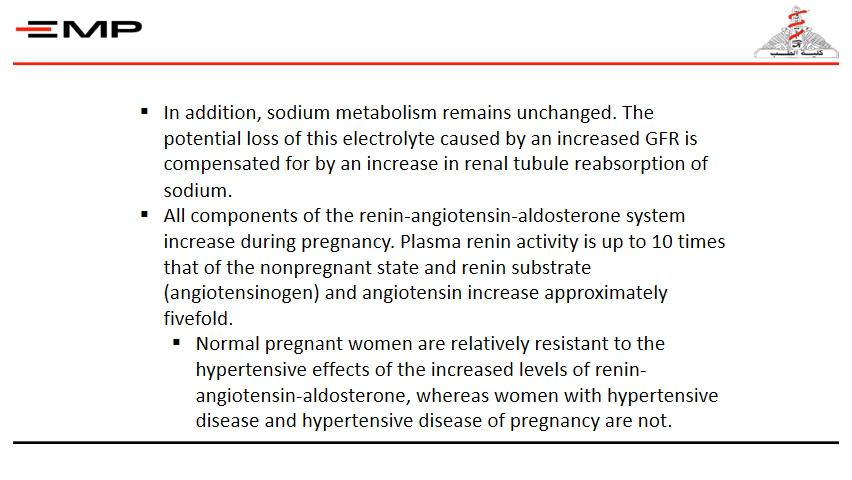 EMP
كلية الطب
▪ In addition, sodium metabolism remains unchanged. The
potential loss of this electrolyte caused by an increased GFR is
compensated for by an increase in renal tubule reabsorption of
sodium.
▪ All components of the renin-angiotensin-aldosterone system
increase during pregnancy. Plasma renin activity is up to 10 times
that of the nonpregnant state and renin substrate
(angiotensinogen) and angiotensin increase approximately
fivefold.
▪ Normal pregnant women are relatively resistant to the
hypertensive effects of the increased levels of renin-
angiotensin-aldosterone, whereas women with hypertensive
disease and hypertensive disease of pregnancy are not.